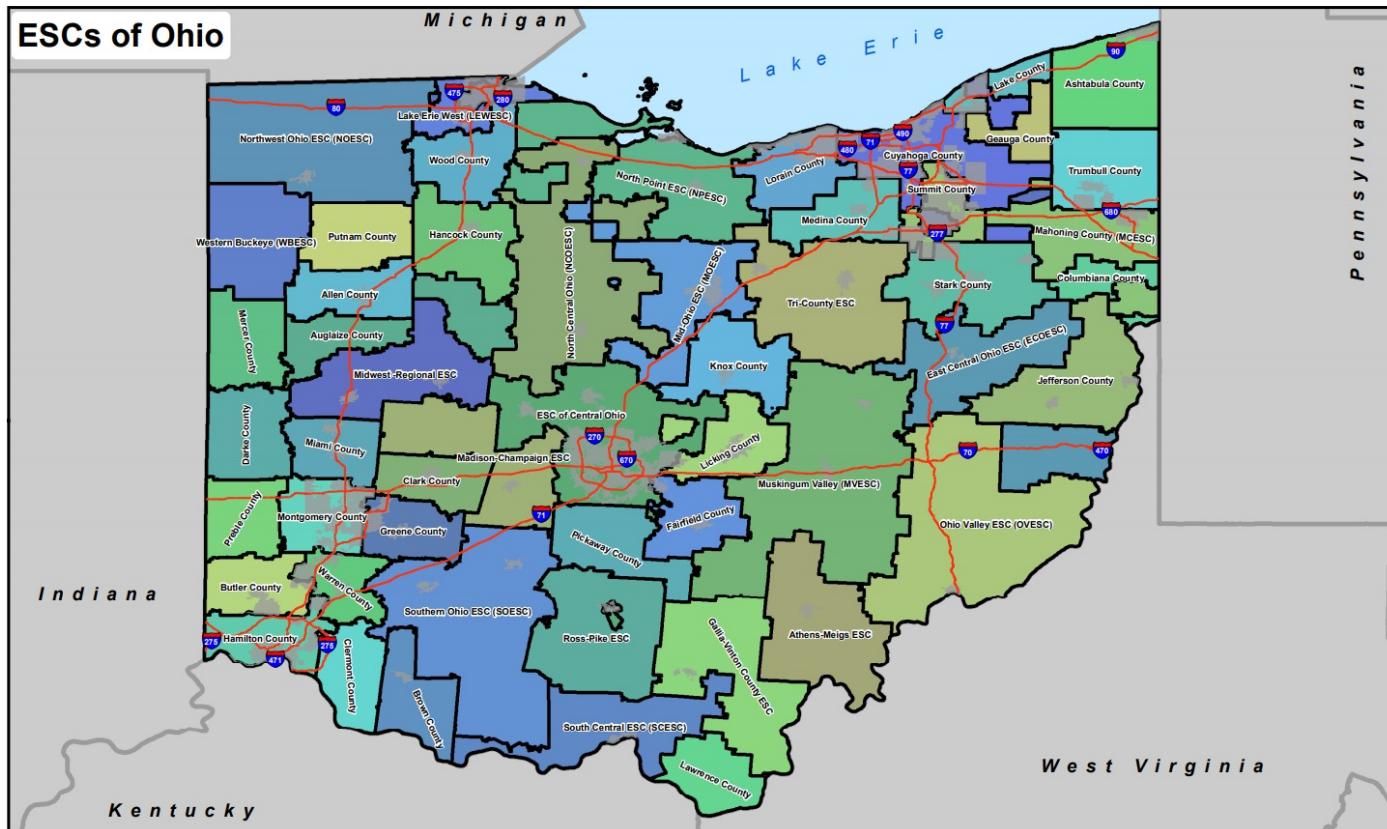 ESCs of Ohio
Michigan
Lake Erie
Pennsylvania
Indiana
Kentucky
West Virginia
90
Lake County
Ashtabula County
475
280
80
Lake Erie West (LEWESC)
Northwest Ohio ESC (NOESC)
Wood County
490
71
480
Geauga County
Cuyahoga County
77
Lorain County
North Point ESC (NPESC)
Trumbull County
Summit County
680
Medina County
277
Mahoning County (MCESC)
Western Buckeye (WBESC)
Putnam County
Hancock County
North Central Ohio (NCOESC)
Mid-Ohio ESC (MOESC)
Columbiana County
Stark County
Allen County
Tri-County ESC
77
Mercer County
Auglaize County
East Central Ohio ESC (ECOESC)
Midwest -Regional ESC
Knox County
Jefferson County
ESC of Central Ohio
Darke County
270
Miami County
Licking County
70
470
Madison-Champaign ESC
670
Clark County
Muskingum Valley (MVESC)
Preble County
Montgomery County
71
Greene County
Fairfield County
Ohio Valley ESC (OVESC)
Pickaway County
Butler County
Warren County
Southern Ohio ESC (SOESC)
Ross-Pike ESC
Athens-Meigs ESC
Hamilton County
275
275
471
Clermont County
Gallia-Vinton County ESC
Brown County
South Central ESC (SCESC)
Lawrence County